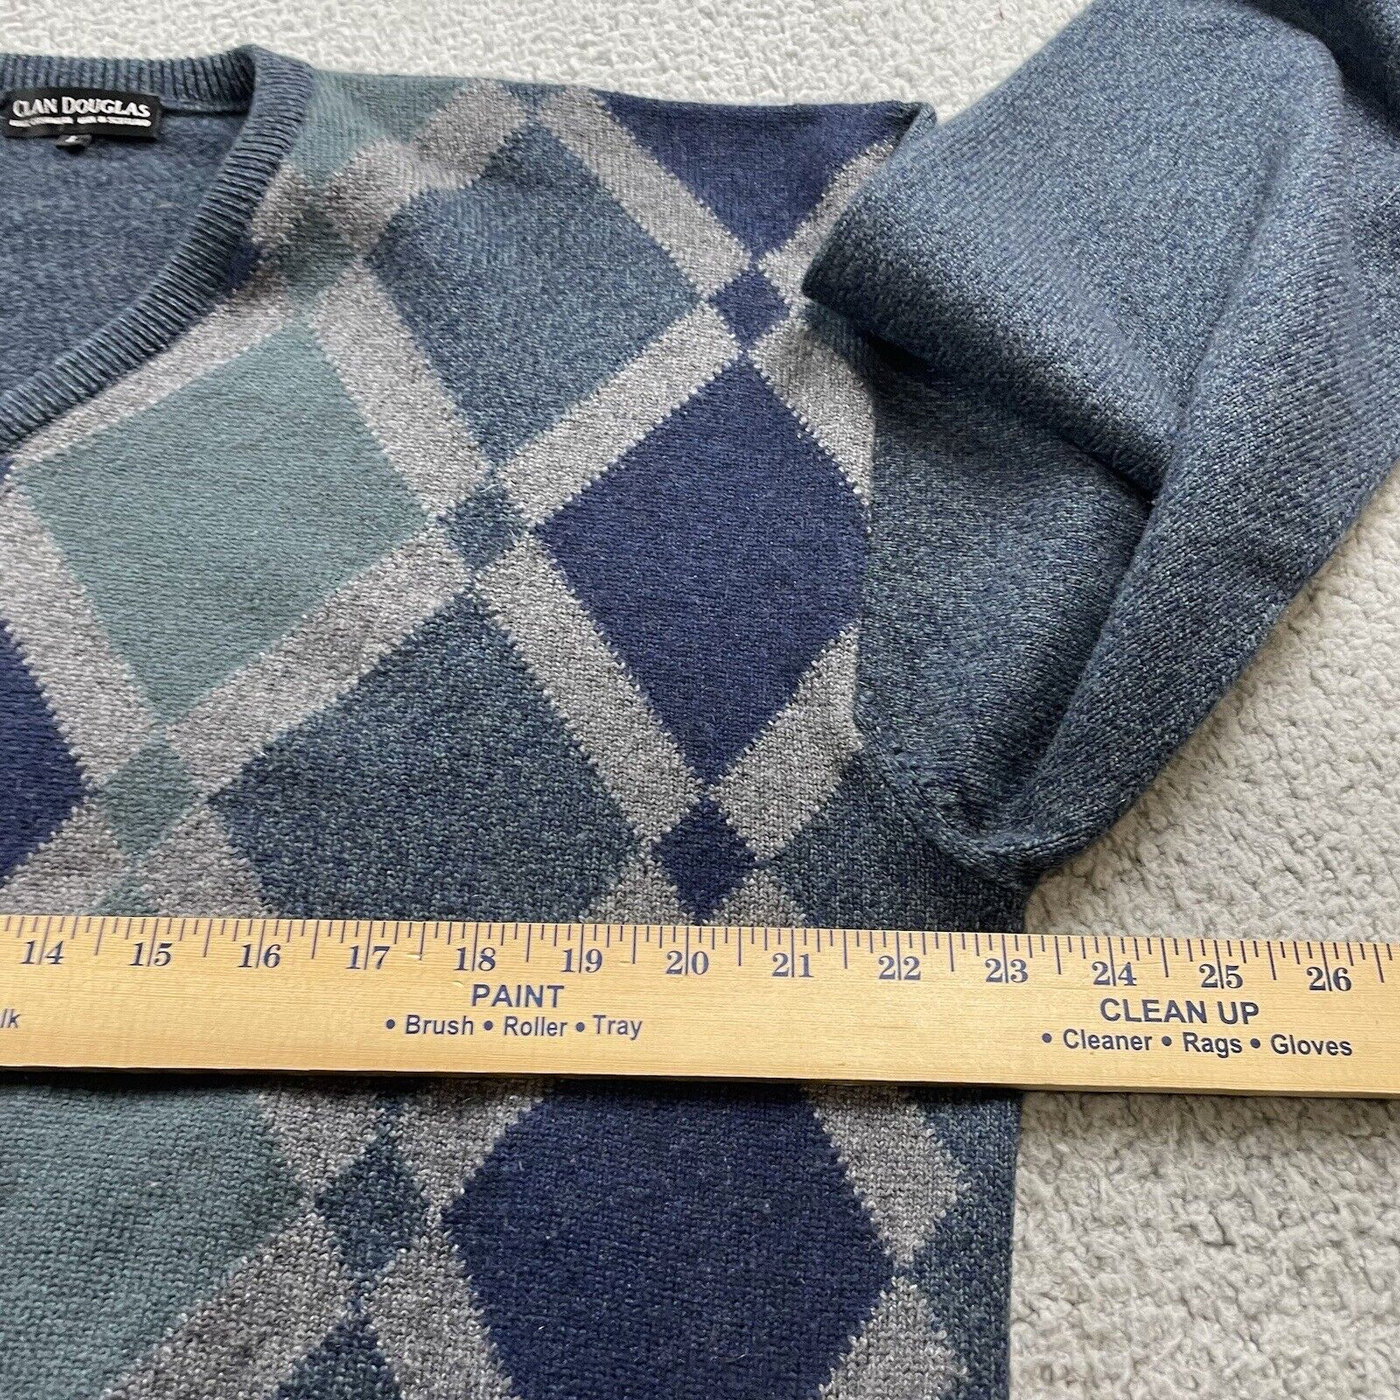 CLAN DOUGLAS
14 15 16 17 18 19 20 21 22 23 24 25 26
PAINT
• Brush • Roller • Tray
CLEAN UP
• Cleaner • Rags • Gloves
lk